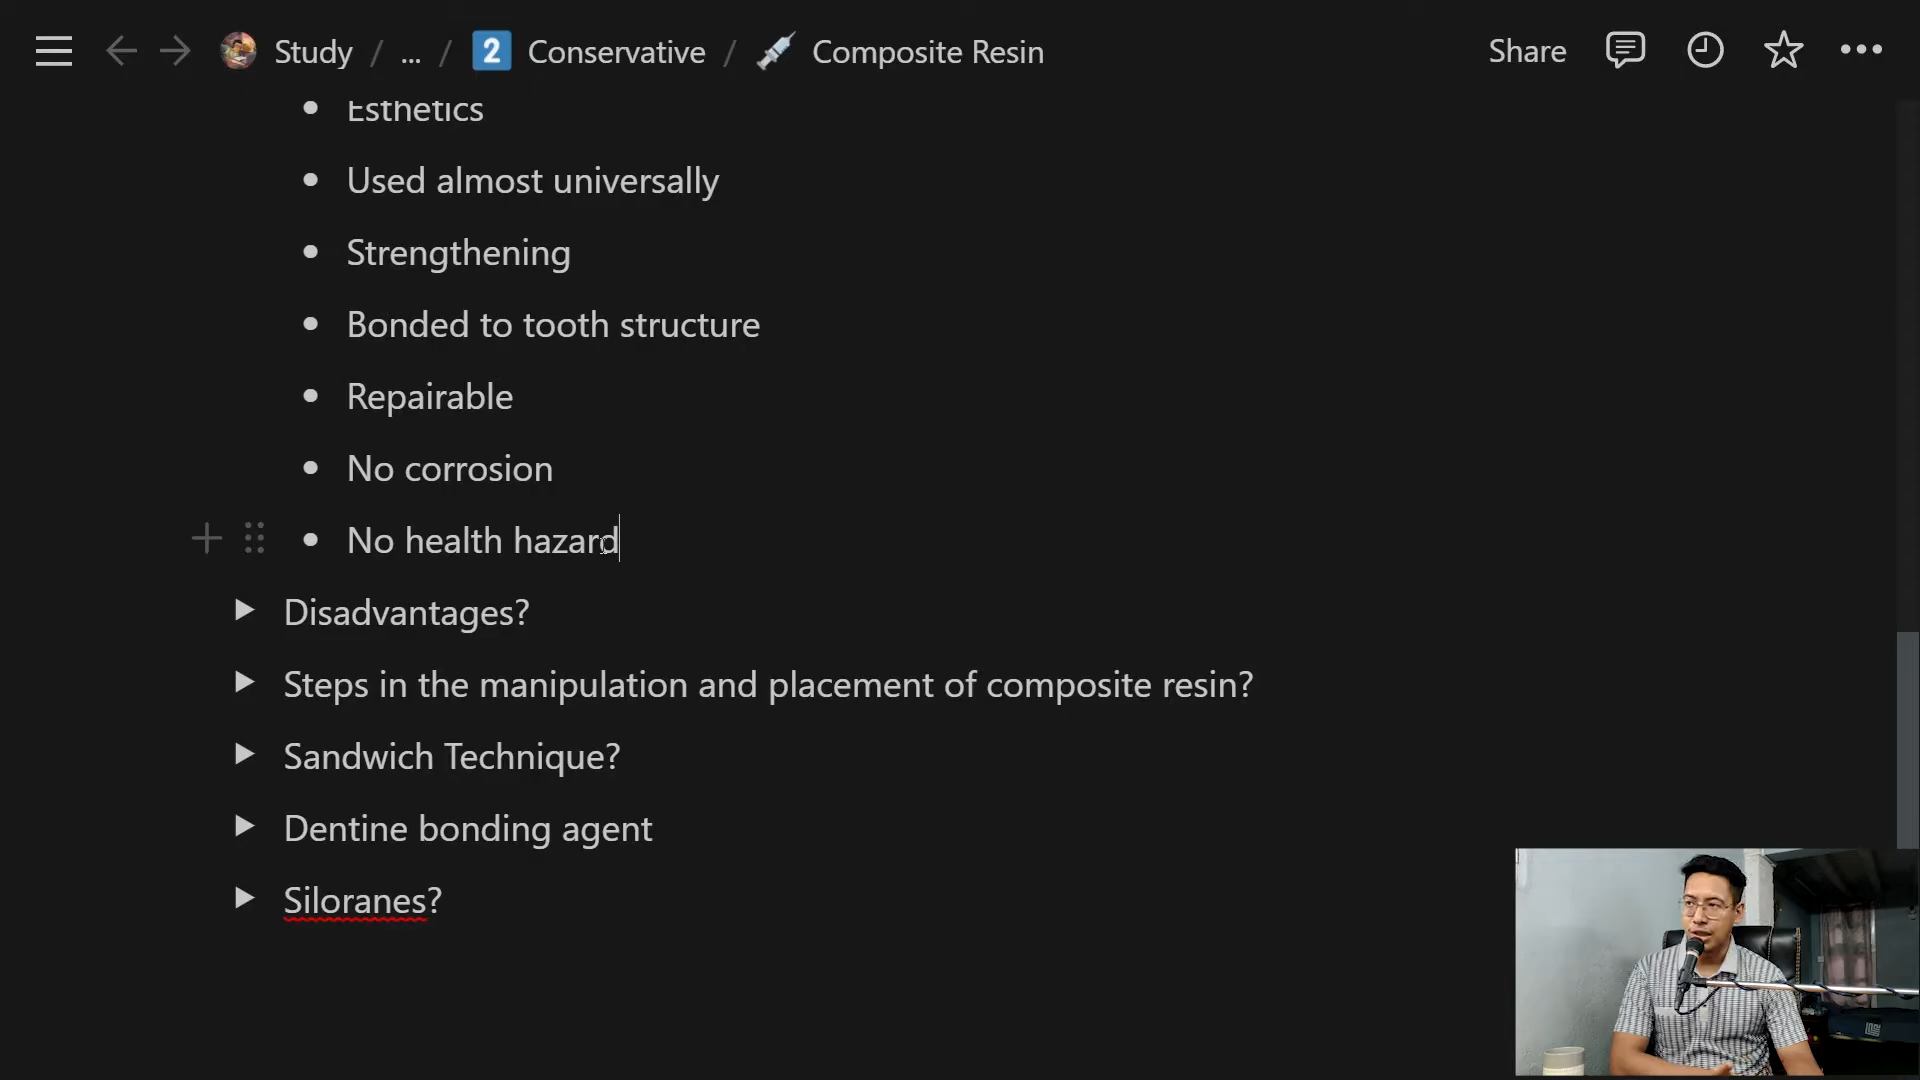 Study / ... / 2 Conservative / Composite Resin
Share
Esthetics
Used almost universally
Strengthening
Bonded to tooth structure
Repairable
No corrosion
No health hazard
Disadvantages?
Steps in the manipulation and placement of composite resin?
Sandwich Technique?
Dentine bonding agent
Siloranes?